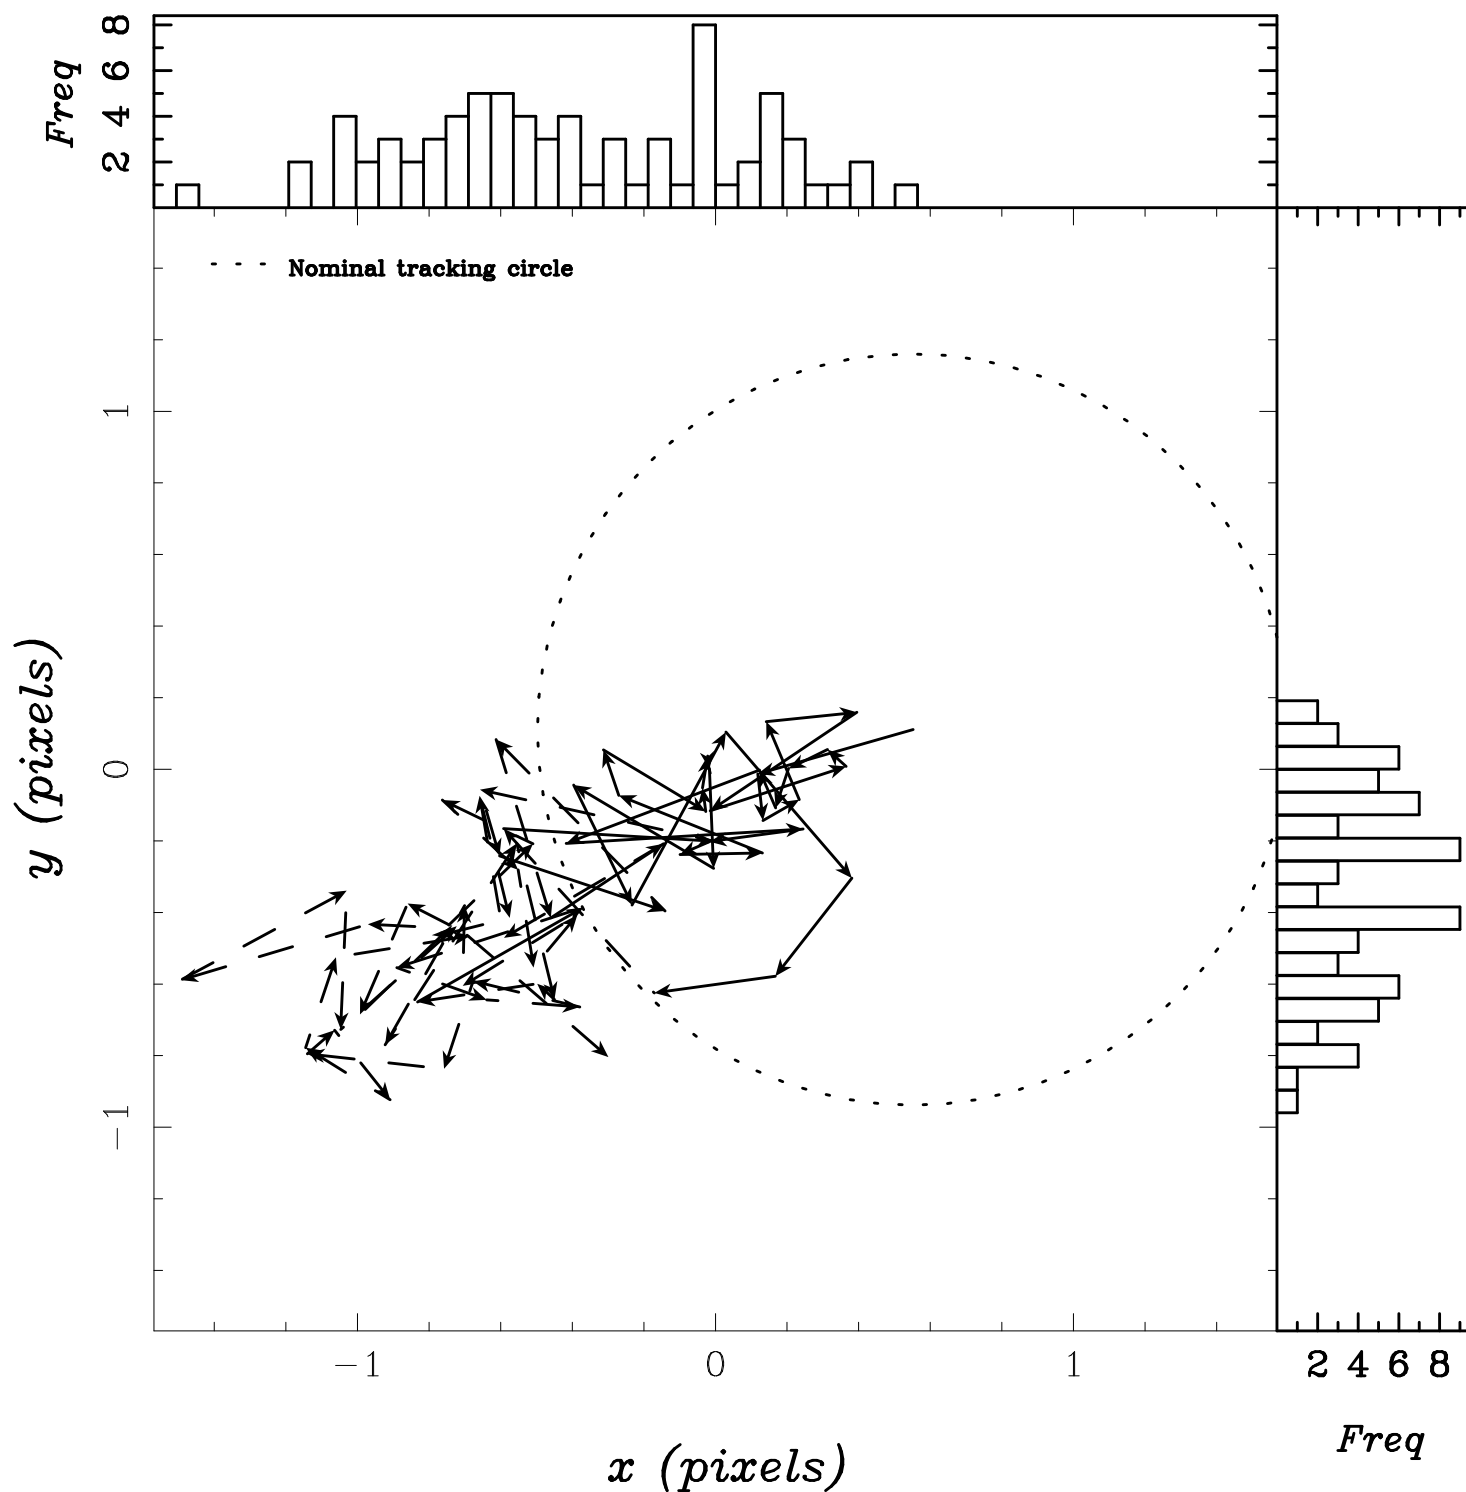 Freq
8
6
4
2
Nominal tracking circle
y (pixels)
1
0
−1
−1 0 1
2 4 6 8
x (pixels)
Freq